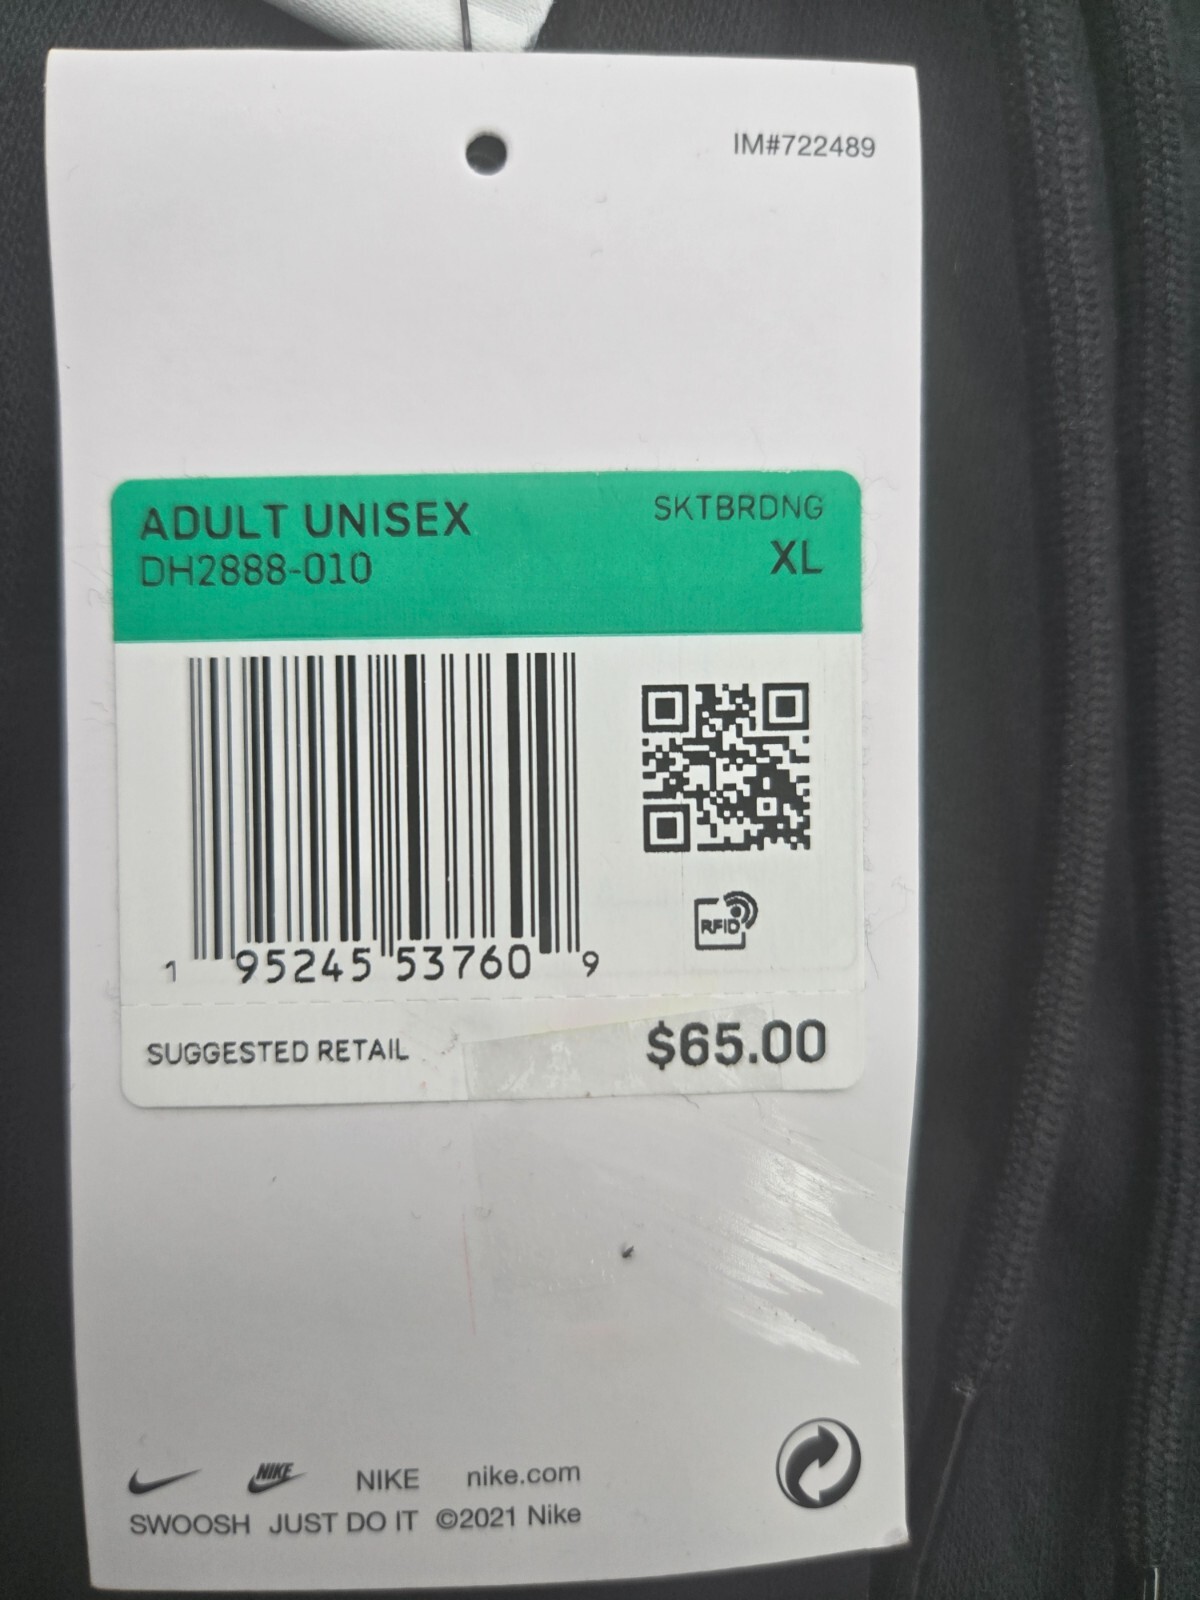 IM#722489
ADULT UNISEX
SKTBRDNG
DH2888-010
XL
RFID
1 95245 53760 9
SUGGESTED RETAIL
$65.00
NIKE NIKE nike.com
SWOOSH JUST DO IT ©2021 Nike